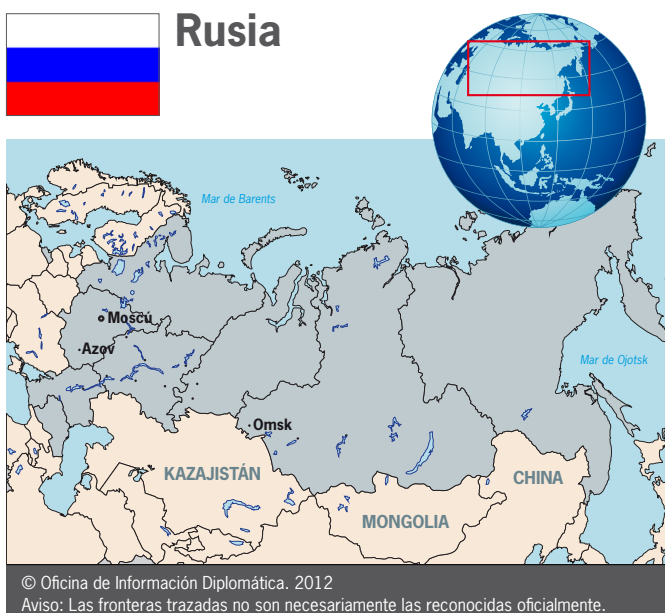 Rusia
Mar de Barents
Moscú
Azov
Mar de Ojotsk
Omsk
KAZAJISTÁN
CHINA
MONGOLIA
© Oficina de Información Diplomática. 2012
Aviso: Las fronteras trazadas no son necesariamente las reconocidas oficialmente.